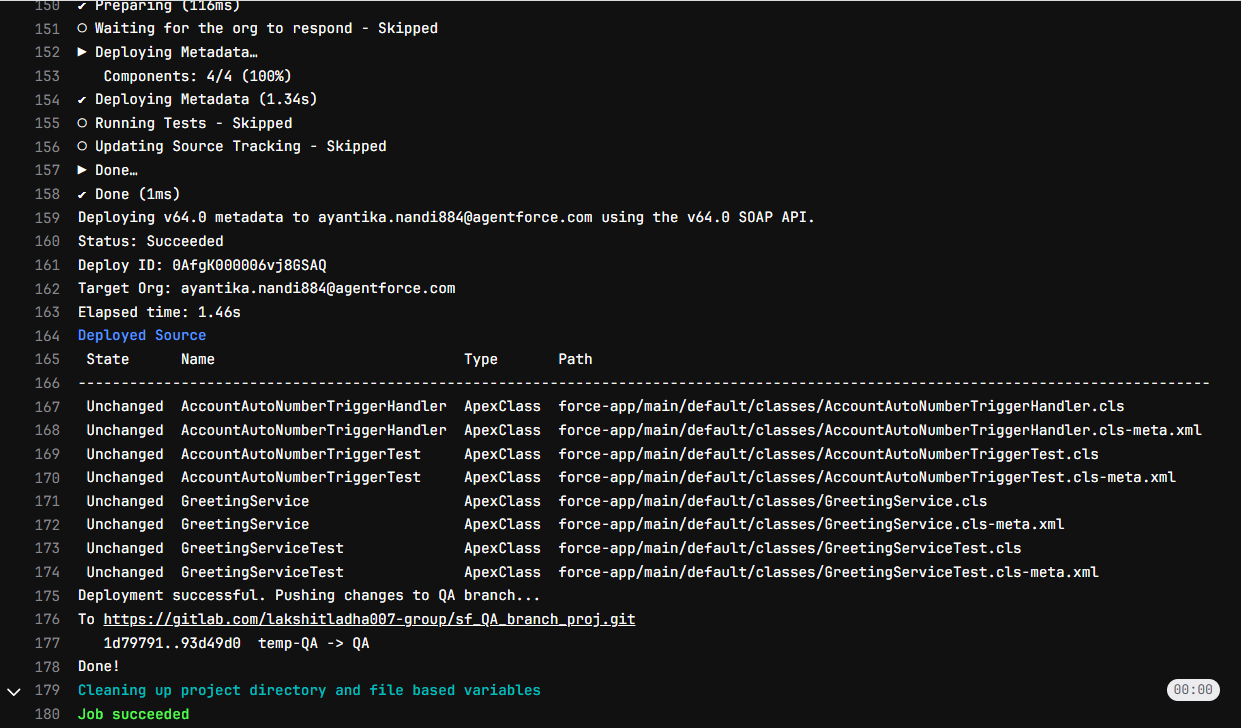 150 ✔ Preparing (116ms)
151 ○ Waiting for the org to respond - Skipped
152 ▶ Deploying Metadata…
153 Components: 4/4 (100%)
154 ✔ Deploying Metadata (1.34s)
155 ○ Running Tests - Skipped
156 ○ Updating Source Tracking - Skipped
157 ▶ Done…
158 ✔ Done (1ms)
159 Deploying v64.0 metadata to ayantika.nandi884@agentforce.com using the v64.0 SOAP API.
160 Status: Succeeded
161 Deploy ID: 0AfgK000006vj8GSAQ
162 Target Org: ayantika.nandi884@agentforce.com
163 Elapsed time: 1.46s
164 Deployed Source
165 State Name Type Path
166 ------------------------------------------------------------------------------------------------------------------------------------
167 Unchanged AccountAutoNumberTriggerHandler ApexClass force-app/main/default/classes/AccountAutoNumberTriggerHandler.cls
168 Unchanged AccountAutoNumberTriggerHandler ApexClass force-app/main/default/classes/AccountAutoNumberTriggerHandler.cls-meta.xml
169 Unchanged AccountAutoNumberTriggerTest ApexClass force-app/main/default/classes/AccountAutoNumberTriggerTest.cls
170 Unchanged AccountAutoNumberTriggerTest ApexClass force-app/main/default/classes/AccountAutoNumberTriggerTest.cls-meta.xml
171 Unchanged GreetingService ApexClass force-app/main/default/classes/GreetingService.cls
172 Unchanged GreetingService ApexClass force-app/main/default/classes/GreetingService.cls-meta.xml
173 Unchanged GreetingServiceTest ApexClass force-app/main/default/classes/GreetingServiceTest.cls
174 Unchanged GreetingServiceTest ApexClass force-app/main/default/classes/GreetingServiceTest.cls-meta.xml
175 Deployment successful. Pushing changes to QA branch...
176 To https://gitlab.com/lakshitladha007-group/sf_QA_branch_proj.git
177 1d79791..93d49d0 temp-QA -> QA
178 Done!
179 Cleaning up project directory and file based variables 00:00
180 Job succeeded